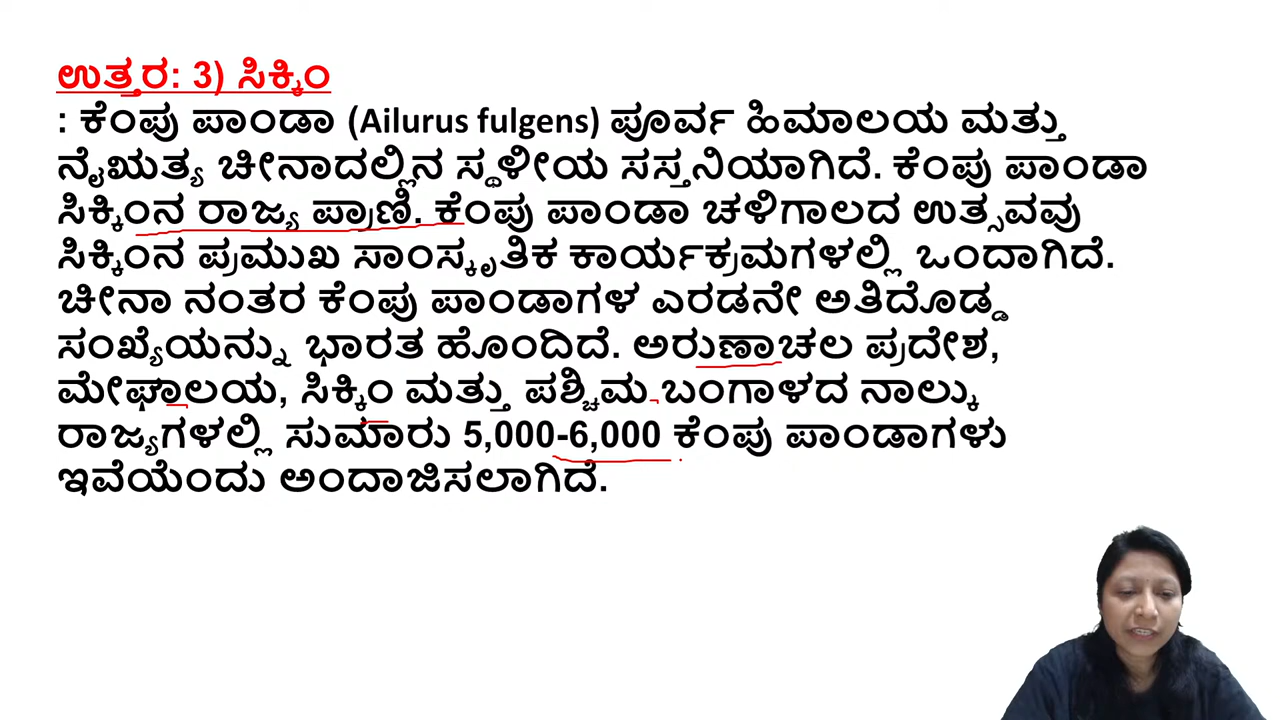 ಉತ್ತರ: 3) ಸಿಕ್ಕಿಂ
: ಕೆಂಪು ಪಾಂಡಾ (Ailurus fulgens) ಪೂರ್ವ ಹಿಮಾಲಯ ಮತ್ತು
ನೈಋತ್ಯ ಚೀನಾದಲ್ಲಿನ ಸ್ಥಳೀಯ ಸಸ್ತನಿಯಾಗಿದೆ. ಕೆಂಪು ಪಾಂಡಾ
ಸಿಕ್ಕಿಂನ ರಾಜ್ಯ ಪ್ರಾಣಿ. ಕೆಂಪು ಪಾಂಡಾ ಚಳಿಗಾಲದ ಉತ್ಸವವು
ಸಿಕ್ಕಿಂನ ಪ್ರಮುಖ ಸಾಂಸ್ಕೃತಿಕ ಕಾರ್ಯಕ್ರಮಗಳಲ್ಲಿ ಒಂದಾಗಿದೆ.
ಚೀನಾ ನಂತರ ಕೆಂಪು ಪಾಂಡಾಗಳ ಎರಡನೇ ಅತಿದೊಡ್ಡ
ಸಂಖ್ಯೆಯನ್ನು ಭಾರತ ಹೊಂದಿದೆ. ಅರುಣಾಚಲ ಪ್ರದೇಶ,
ಮೇಘಾಲಯ, ಸಿಕ್ಕಿಂ ಮತ್ತು ಪಶ್ಚಿಮ ಬಂಗಾಳದ ನಾಲ್ಕು
ರಾಜ್ಯಗಳಲ್ಲಿ ಸುಮಾರು 5,000-6,000 ಕೆಂಪು ಪಾಂಡಾಗಳು
ಇವೆಯೆಂದು ಅಂದಾಜಿಸಲಾಗಿದೆ.